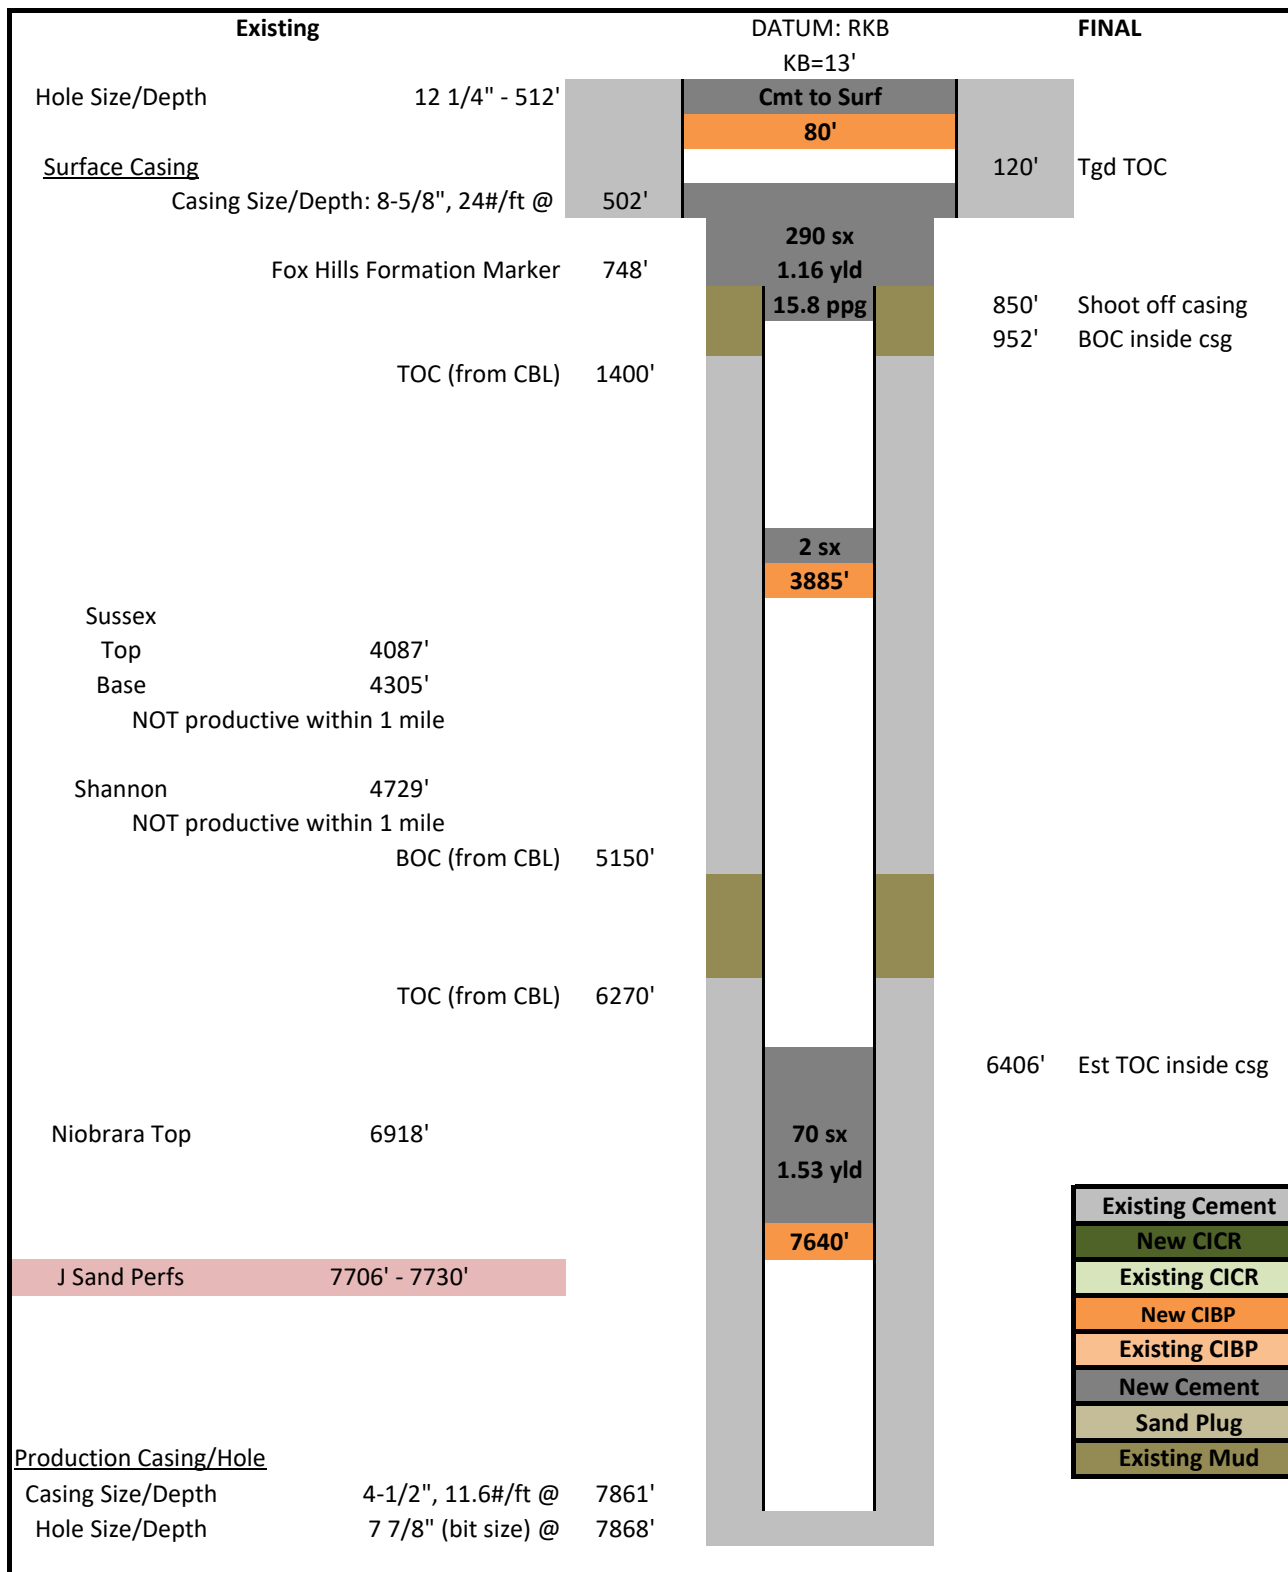 Existing DATUM: RKB FINAL
KB=13'
Hole Size/Depth 12 1/4" - 512' Cmt to Surf
80'
Surface Casing 120' Tgd TOC
Casing Size/Depth: 8-5/8", 24#/ft @ 502'
290 sx
Fox Hills Formation Marker 748' 1.16 yld
15.8 ppg 850' Shoot off casing
952' BOC inside csg
TOC (from CBL) 1400'
2 sx
3885'
Sussex
Top 4087'
Base 4305'
NOT productive within 1 mile
Shannon 4729'
NOT productive within 1 mile
BOC (from CBL) 5150'
TOC (from CBL) 6270'
6406' Est TOC inside csg
Niobrara Top 6918' 70 sx
1.53 yld
Existing Cement
7640' New CICR
J Sand Perfs 7706' - 7730' Existing CICR
New CIBP
Existing CIBP
New Cement
Sand Plug
Production Casing/Hole Existing Mud
Casing Size/Depth 4-1/2", 11.6#/ft @ 7861'
Hole Size/Depth 7 7/8" (bit size) @ 7868'